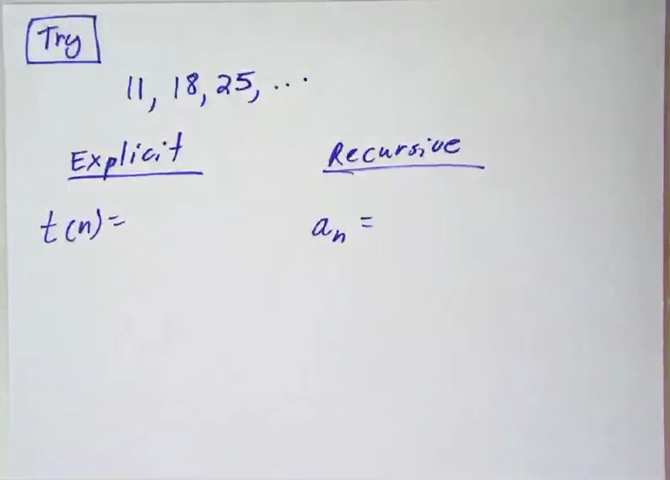 Try
11, 18, 25, ...
Explicit
Recursive
t(n)=
aₙ =